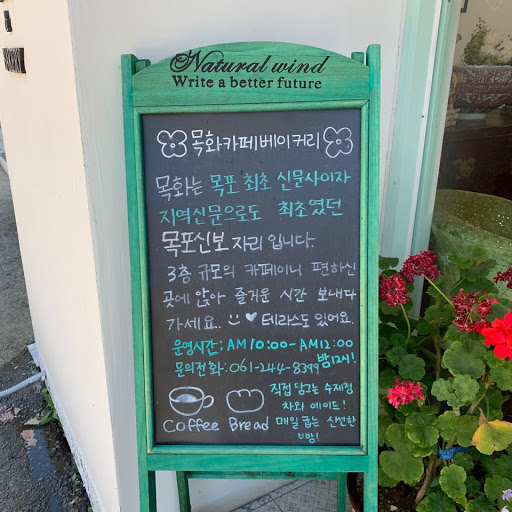 Natural wind
Write a better future
목화카페베이커리
목화는 목포 최초 신문사이자
지역신문으로도 최초였던
목포신보 자리 입니다.
3층 규모의 카페이니 편하신
곳에 앉아 즐거운 시간 보내다
가세요.. 테라스도 있어요.
운영시간: AM10:00-AM12:00
밤12시!
문의전화:061-244-8399
직접 담그는 수제청
차와 에이드!
매일 굽는 신선한
빵!
Coffee Bread